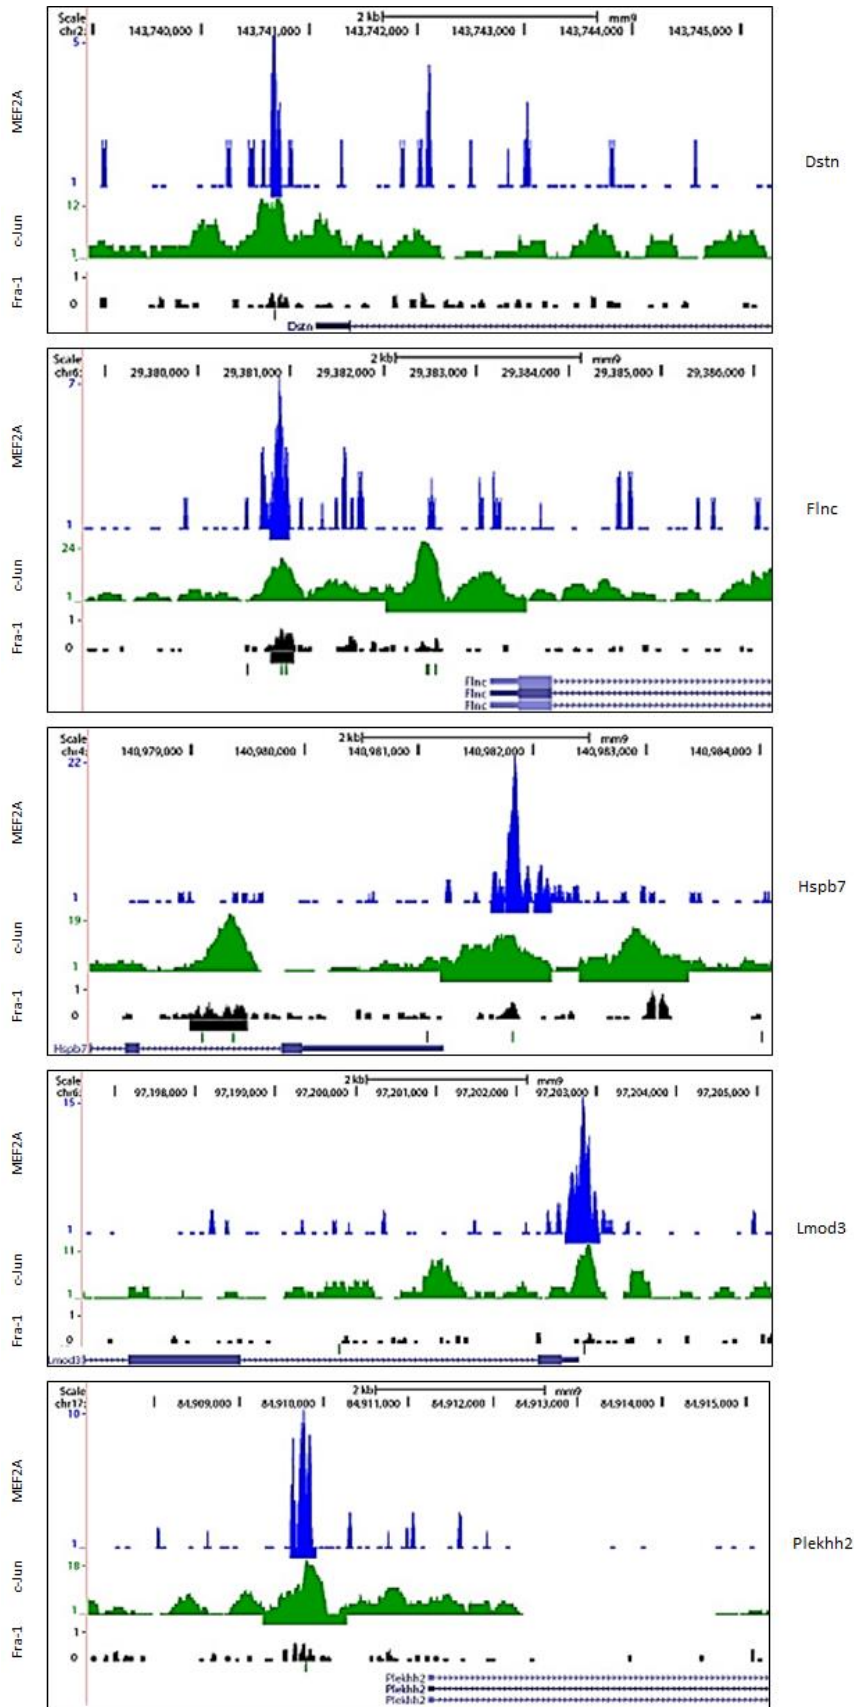 Scale 2 kb mm9
chr2: 143,740,000 143,741,000 143,742,000 143,743,000 143,744,000 143,745,000
5
MEF2A
1
Dstn
12
c-Jun
1
1
Fra-1
0
Dstn
Scale 2 kb mm9
chr6: 29,380,000 29,381,000 29,382,000 29,383,000 29,384,000 29,385,000 29,386,000
7
MEF2A
Flnc
1
24
c-Jun
1
1
Fra-1
0
Flnc
Flnc
Flnc
Scale 2 kb mm9
chr4: 140,979,000 140,980,000 140,981,000 140,982,000 140,983,000 140,984,000
22
MEF2A
Hspb7
1
19
c-Jun
1
1
Fra-1
0
Hspb7
Scale 2 kb mm9
chr6: 97,198,000 97,199,000 97,200,000 97,201,000 97,202,000 97,203,000 97,204,000 97,205,000
15
MEF2A
Lmod3
1
11
c-Jun
1
1
Fra-1
0
Lmod3
Scale 2 kb mm9
chr17: 84,909,000 84,910,000 84,911,000 84,912,000 84,913,000 84,914,000 84,915,000
10
MEF2A
Plekhh2
1
18
c-Jun
1
1
Fra-1
0
Plekhh2
Plekhh2
Plekhh2